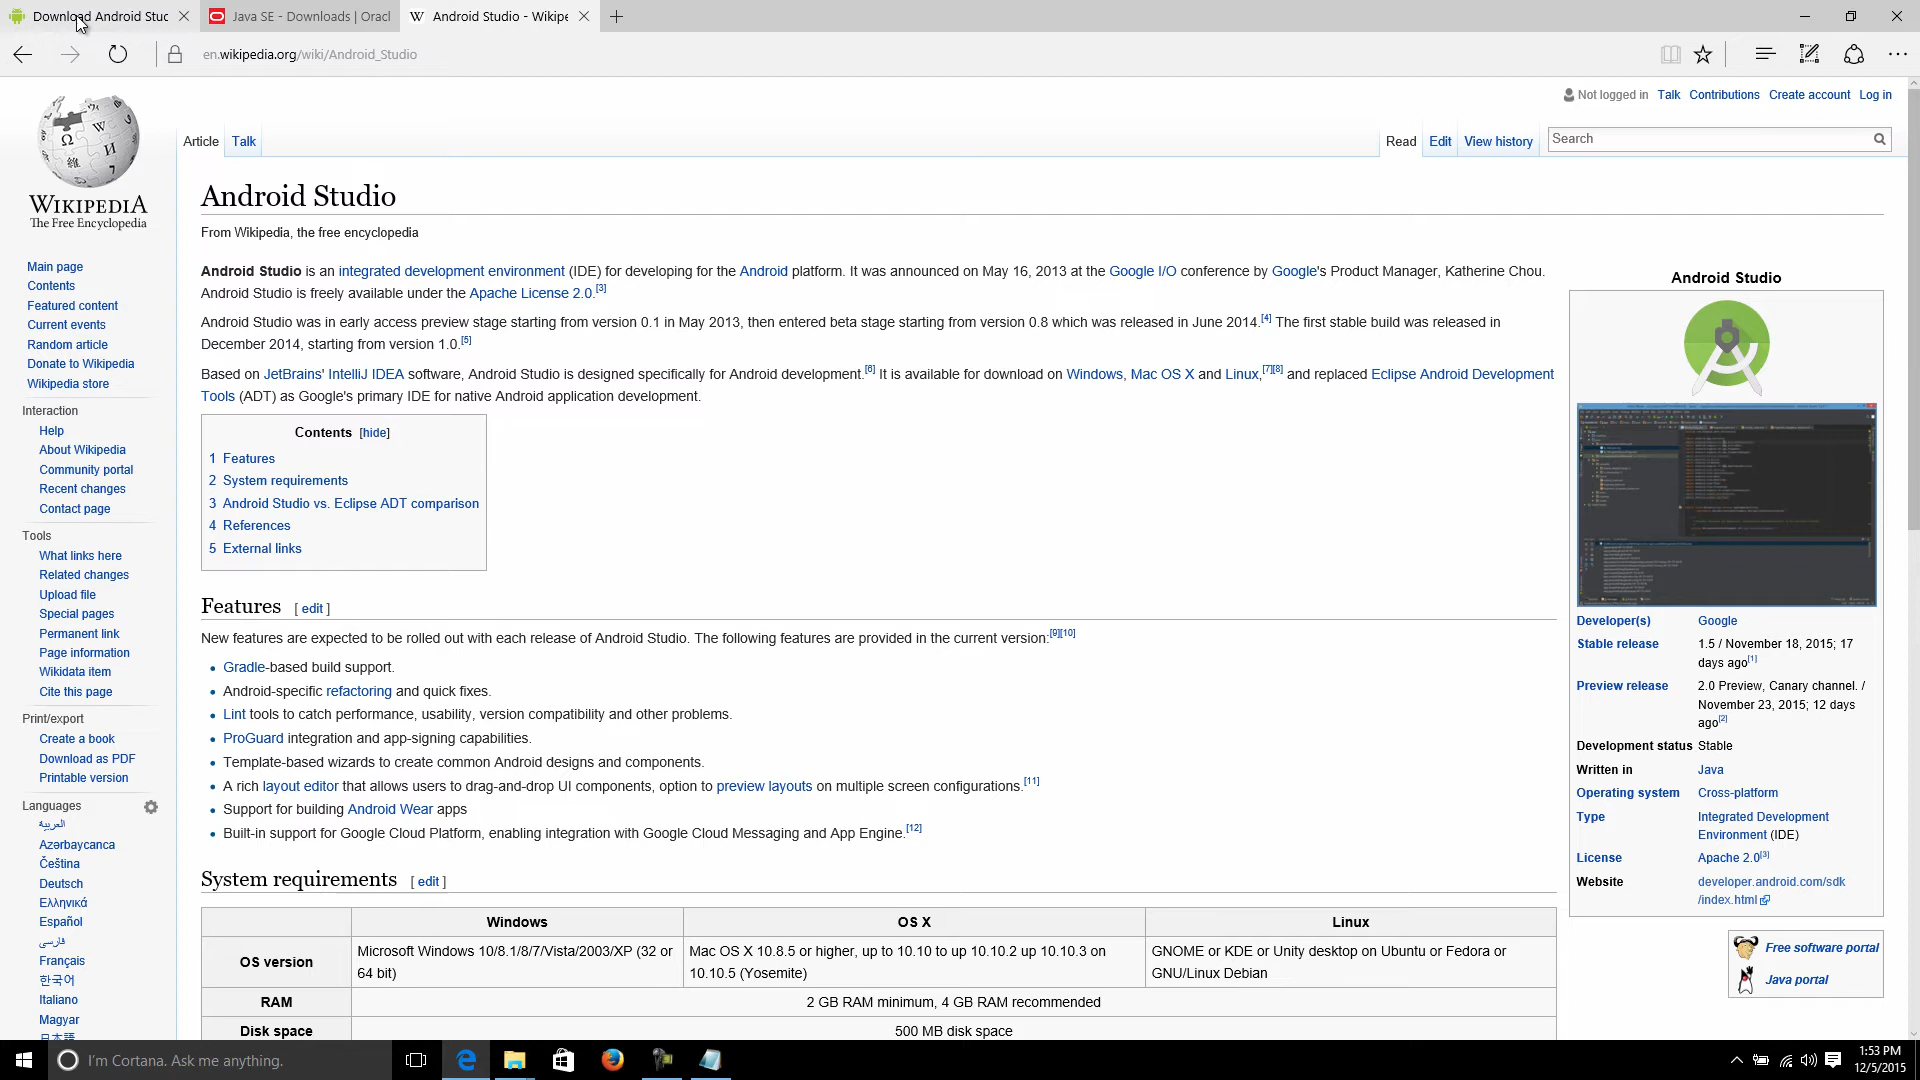 Download Android Stuc
Java SE - Downloads | Oracl
Android Studio - Wikipe
en.wikipedia.org/wiki/Android_Studio
Not logged in Talk Contributions Create account Log in
Article Talk Read Edit View history Search
WIKIPEDIA
The Free Encyclopedia
Main page
Contents
Featured content
Current events
Random article
Donate to Wikipedia
Wikipedia store
Interaction
Help
About Wikipedia
Community portal
Recent changes
Contact page
Tools
What links here
Related changes
Upload file
Special pages
Permanent link
Page information
Wikidata item
Cite this page
Print/export
Create a book
Download as PDF
Printable version
Languages
العربية
Azərbaycanca
Čeština
Deutsch
Ελληνικά
Español
فارسی
Français
한국어
Italiano
Magyar
日本語
Android Studio
From Wikipedia, the free encyclopedia
Android Studio is an integrated development environment (IDE) for developing for the Android platform. It was announced on May 16, 2013 at the Google I/O conference by Google's Product Manager, Katherine Chou.
Android Studio is freely available under the Apache License 2.0.[3]
Android Studio was in early access preview stage starting from version 0.1 in May 2013, then entered beta stage starting from version 0.8 which was released in June 2014.[4] The first stable build was released in
December 2014, starting from version 1.0.[5]
Based on JetBrains' IntelliJ IDEA software, Android Studio is designed specifically for Android development.[6] It is available for download on Windows, Mac OS X and Linux,[7][8] and replaced Eclipse Android Development
Tools (ADT) as Google's primary IDE for native Android application development.
Contents [hide]
1 Features
2 System requirements
3 Android Studio vs. Eclipse ADT comparison
4 References
5 External links
Features [ edit ]
New features are expected to be rolled out with each release of Android Studio. The following features are provided in the current version:[9][10]
• Gradle-based build support.
• Android-specific refactoring and quick fixes.
• Lint tools to catch performance, usability, version compatibility and other problems.
• ProGuard integration and app-signing capabilities.
• Template-based wizards to create common Android designs and components.
• A rich layout editor that allows users to drag-and-drop UI components, option to preview layouts on multiple screen configurations.[11]
• Support for building Android Wear apps
• Built-in support for Google Cloud Platform, enabling integration with Google Cloud Messaging and App Engine.[12]
System requirements [ edit ]
Windows OS X Linux
OS version
Microsoft Windows 10/8.1/8/7/Vista/2003/XP (32 or
64 bit)
Mac OS X 10.8.5 or higher, up to 10.10 to up 10.10.2 up 10.10.3 on
10.10.5 (Yosemite)
GNOME or KDE or Unity desktop on Ubuntu or Fedora or
GNU/Linux Debian
RAM 2 GB RAM minimum, 4 GB RAM recommended
Disk space 500 MB disk space
Android Studio
Developer(s) Google
Stable release 1.5 / November 18, 2015; 17
days ago[1]
Preview release 2.0 Preview, Canary channel. /
November 23, 2015; 12 days
ago[2]
Development status Stable
Written in Java
Operating system Cross-platform
Type Integrated Development
Environment (IDE)
License Apache 2.0[3]
Website developer.android.com/sdk
/index.html
Free software portal
Java portal
I'm Cortana. Ask me anything.
1:53 PM
12/5/2015